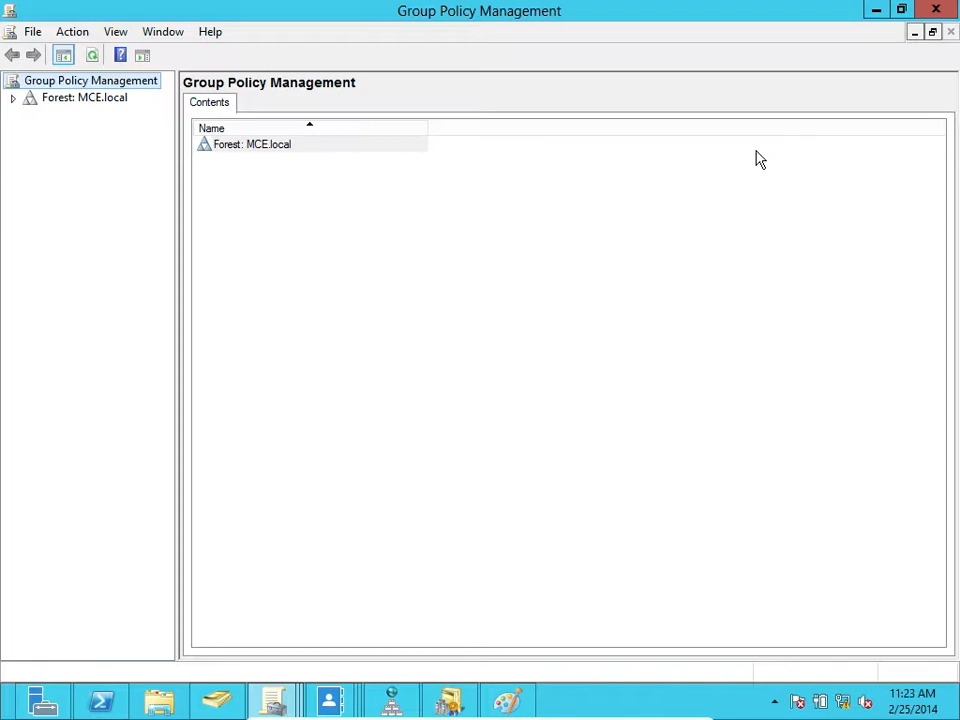 Group Policy Management
File Action View Window Help
Group Policy Management
Forest: MCE.local
Group Policy Management
Contents
Name
Forest: MCE.local
11:23 AM
2/25/2014